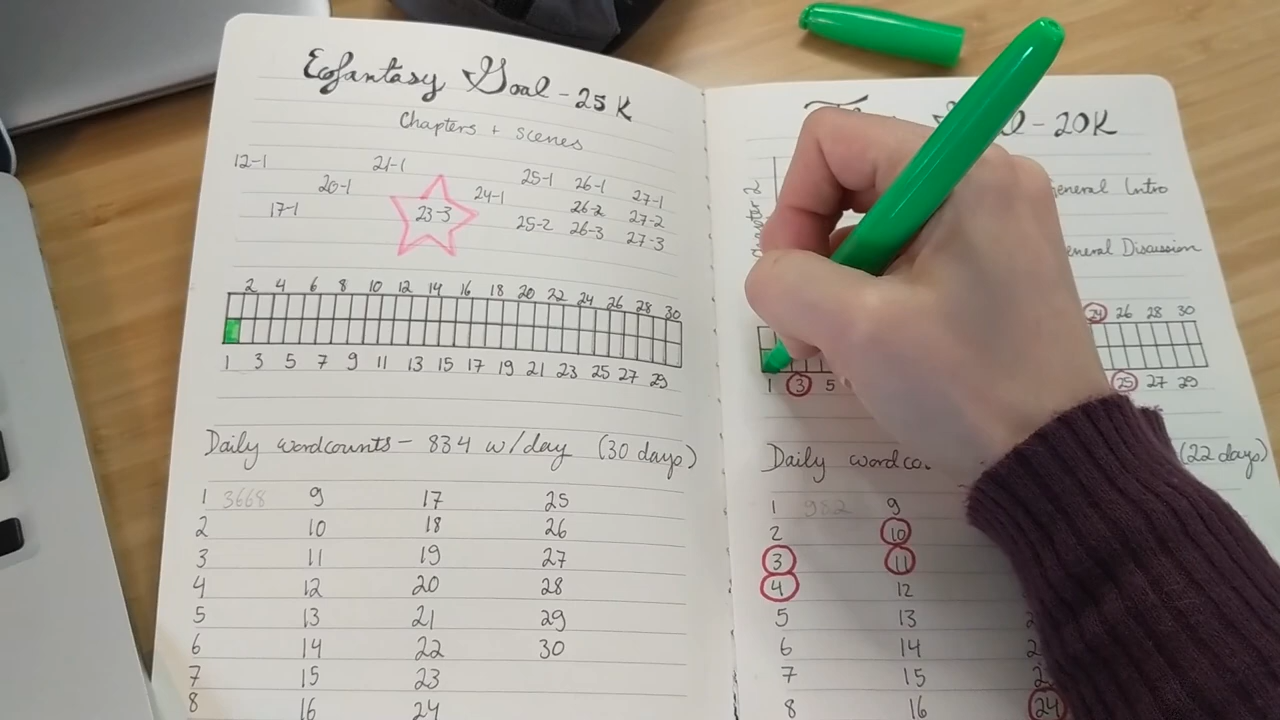 Ecofantasy Goal - 25K
Chapters + Scenes
12-1 21-1
20-1 24-1 25-1 26-1 27-1
17-1 23-3 26-2 27-2
25-2 26-3 27-3
2 4 6 8 10 12 14 16 18 20 22 24 26 28 30
1 3 5 7 9 11 13 15 17 19 21 23 25 27 29
Daily wordcounts - 834 w/day (30 days)
1 3668 9 17 25
2 10 18 26
3 11 19 27
4 12 20 28
5 13 21 29
6 14 22 30
7 15 23
8 16 24
- 20K
General Intro
General Discussion
24 26 28 30
1 3 5 25 27 29
Daily (22 days)
1 982 9
2 10
3 11
4 12
5 13
6 14
7 15
8 16 24